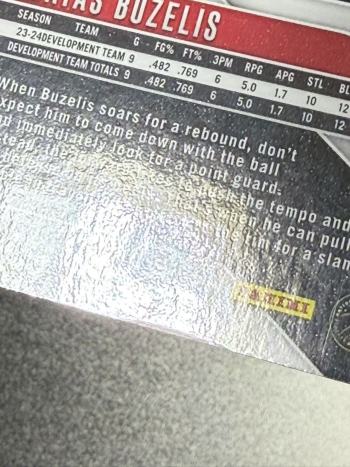 BUZELIS
SEASON TEAM G FG% FT% 3PM RPG APG STL
23-24 DEVELOPMENT TEAM 9 .482 .769 6 5.0 1.7 10 12
DEVELOPMENT TEAM TOTALS 9 .482 .769 6 5.0 1.7 10 12
When Buzelis soars for a rebound, don't
expect him to come down with the ball
immediately look for a point guard.
push the tempo and
when he can pull
the rim for a slam
PANINI